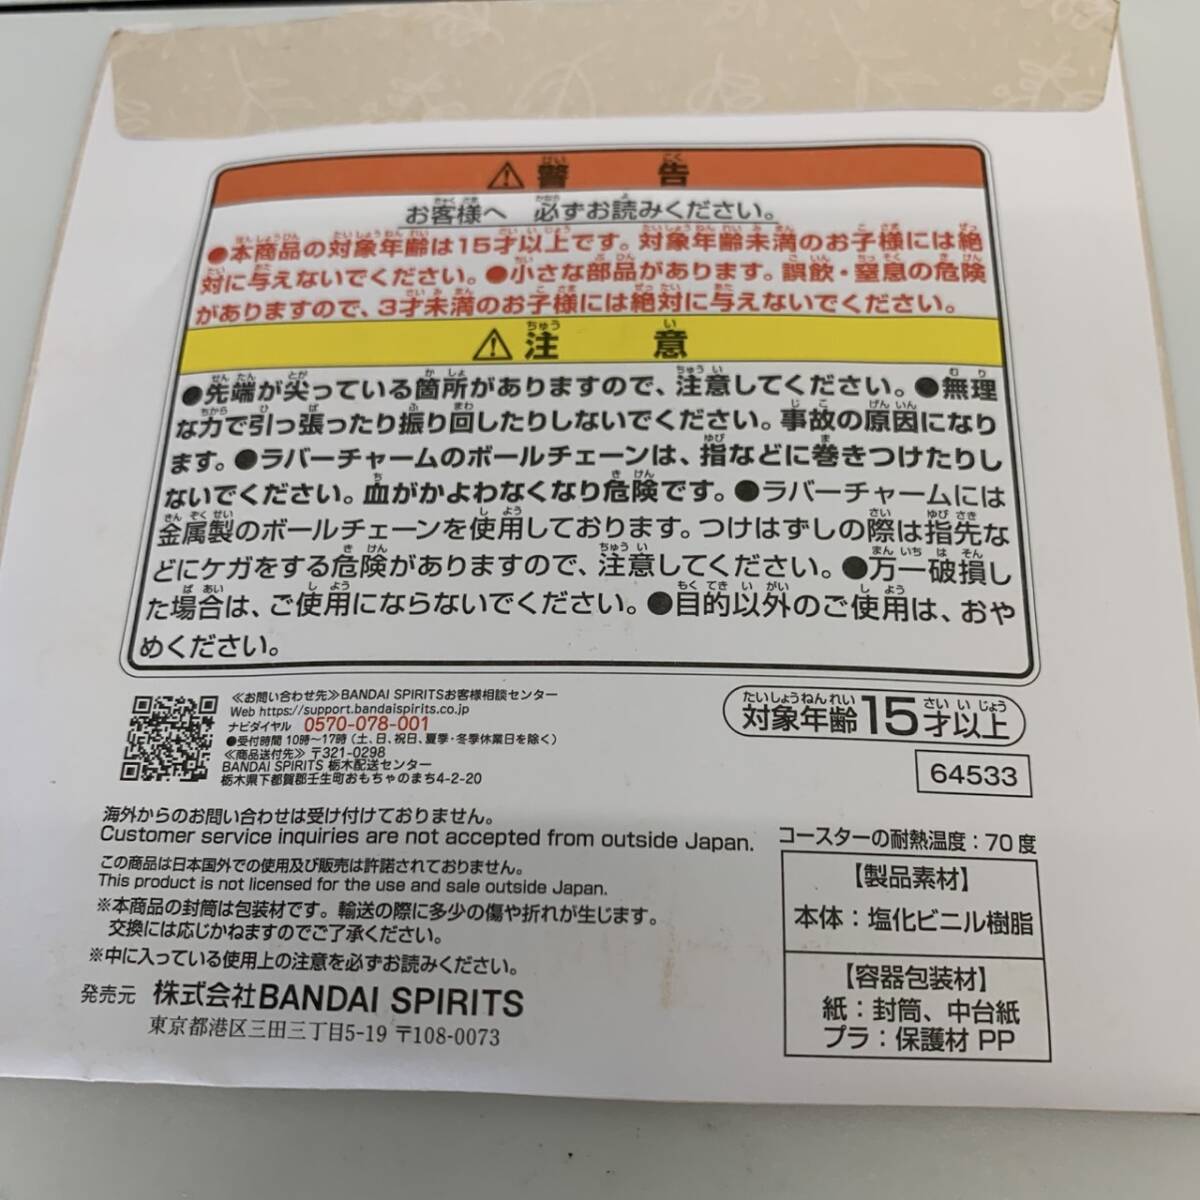 ⚠警告
お客様へ 必ずお読みください。
●本商品の対象年齢は15才以上です。対象年齢未満のお子様には絶
対に与えないでください。●小さな部品があります。誤飲・窒息の危険
がありますので、3才未満のお子様には絶対に与えないでください。
⚠注意
●先端が尖っている箇所がありますので、注意してください。●無理
な力で引っ張ったり振り回したりしないでください。事故の原因になり
ます。●ラバーチャームのボールチェーンは、指などに巻きつけたりし
ないでください。血がかよわなくなり危険です。●ラバーチャームには
金属製のボールチェーンを使用しております。つけはずしの際は指先な
どにケガをする危険がありますので、注意してください。●万一破損し
た場合は、ご使用にならないでください。●目的以外のご使用は、おや
めください。
≪お問い合わせ先≫BANDAI SPIRITSお客様相談センター
Web https://support.bandaispirits.co.jp
ナビダイヤル 0570-078-001
●受付時間 10時〜17時(土、日、祝日、夏季・冬季休業日を除く)
≪商品送付先≫ 〒321-0298
BANDAI SPIRITS 栃木配送センター
栃木県下都賀郡壬生町おもちゃのまち4-2-20
対象年齢15才以上
64533
海外からのお問い合わせは受け付けておりません。
Customer service inquiries are not accepted from outside Japan.
この商品は日本国外での使用及び販売は許諾されておりません。
This product is not licensed for the use and sale outside Japan.
※本商品の封筒は包装材です。輸送の際に多少の傷や折れが生じます。
交換には応じかねますのでご了承ください。
※中に入っている使用上の注意を必ずお読みください。
発売元 株式会社BANDAI SPIRITS
東京都港区三田三丁目5-19 〒108-0073
コースターの耐熱温度：70度
【製品素材】
本体：塩化ビニル樹脂
【容器包装材】
紙：封筒、中台紙
プラ：保護材 PP